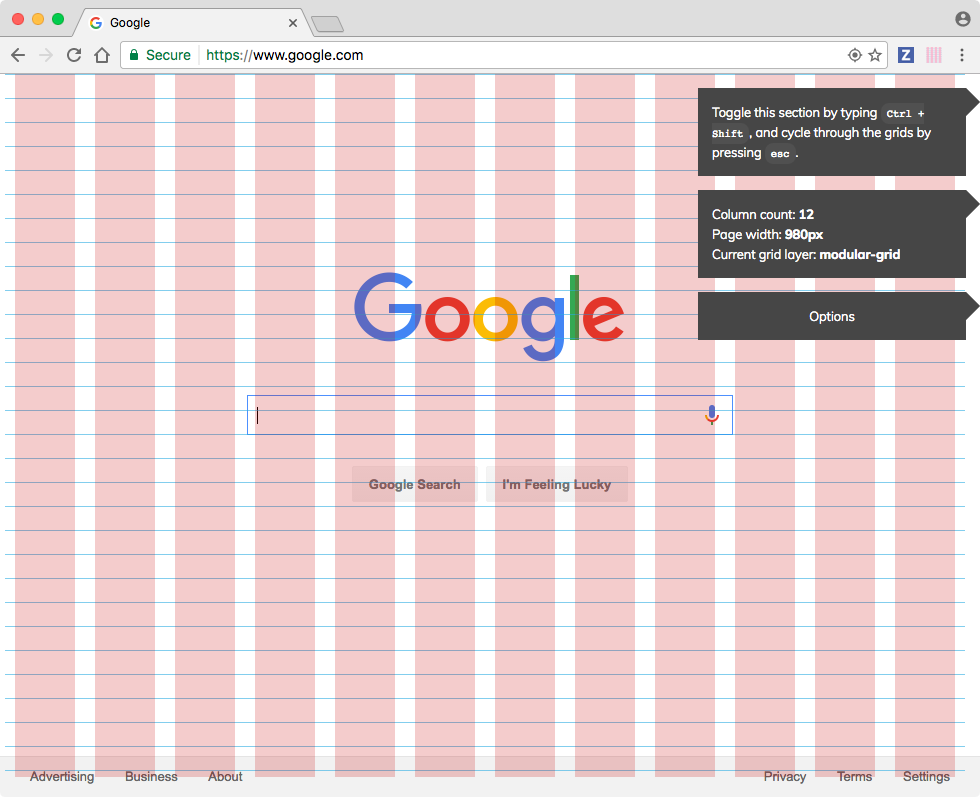 Google
Secure https://www.google.com
Z
Toggle this section by typing Ctrl +
Shift , and cycle through the grids by
pressing esc .
Column count: 12
Page width: 980px
Current grid layer: modular-grid
Options
Google
Google Search I'm Feeling Lucky
Advertising Business About Privacy Terms Settings